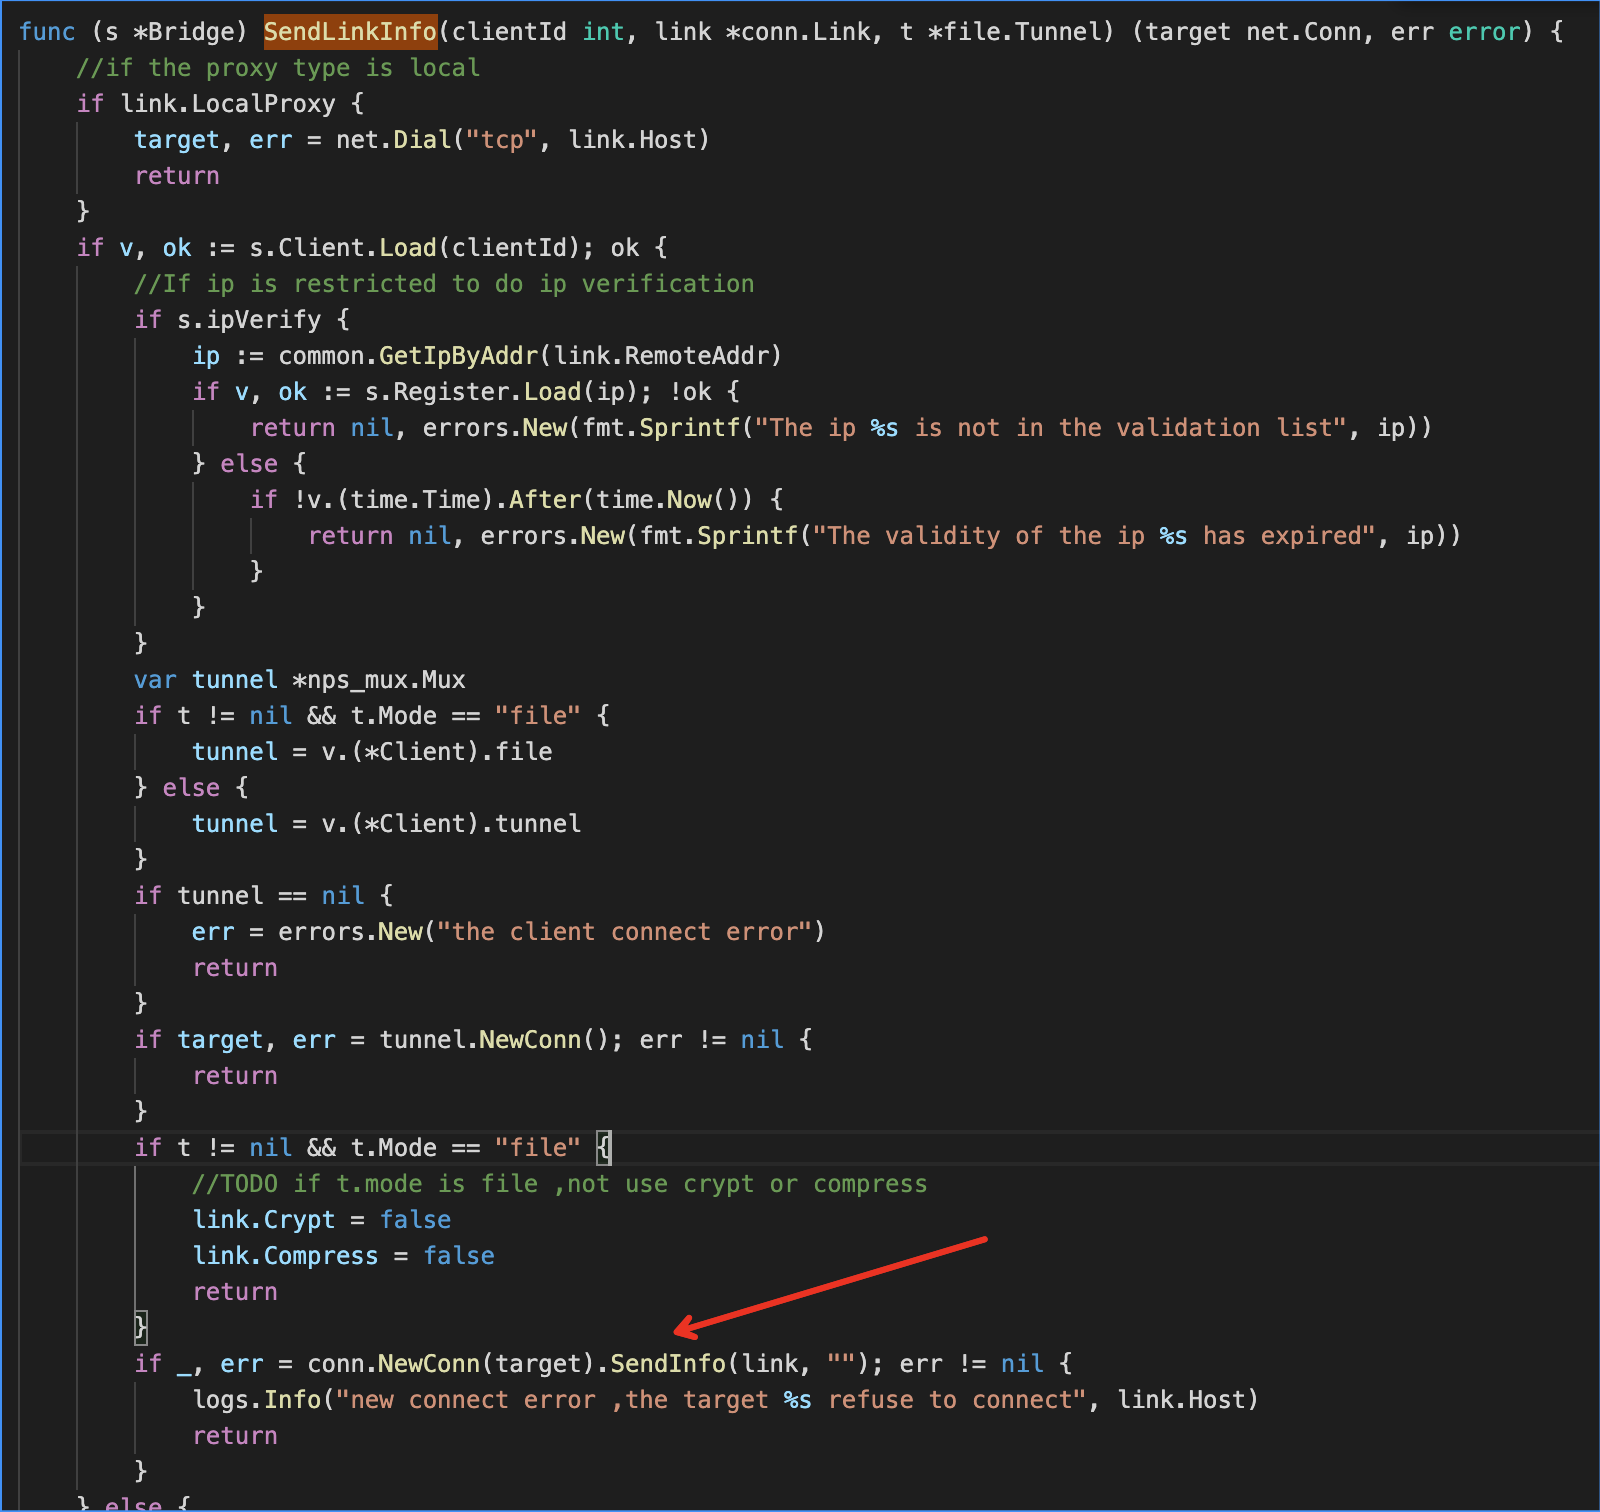 func (s *Bridge) SendLinkInfo(clientId int, link *conn.Link, t *file.Tunnel) (target net.Conn, err error) {
//if the proxy type is local
if link.LocalProxy {
target, err = net.Dial("tcp", link.Host)
return
}
if v, ok := s.Client.Load(clientId); ok {
//If ip is restricted to do ip verification
if s.ipVerify {
ip := common.GetIpByAddr(link.RemoteAddr)
if v, ok := s.Register.Load(ip); !ok {
return nil, errors.New(fmt.Sprintf("The ip %s is not in the validation list", ip))
} else {
if !v.(time.Time).After(time.Now()) {
return nil, errors.New(fmt.Sprintf("The validity of the ip %s has expired", ip))
}
}
}
var tunnel *nps_mux.Mux
if t != nil && t.Mode == "file" {
tunnel = v.(*Client).file
} else {
tunnel = v.(*Client).tunnel
}
if tunnel == nil {
err = errors.New("the client connect error")
return
}
if target, err = tunnel.NewConn(); err != nil {
return
}
if t != nil && t.Mode == "file" {
//TODO if t.mode is file ,not use crypt or compress
link.Crypt = false
link.Compress = false
return
}
if _, err = conn.NewConn(target).SendInfo(link, ""); err != nil {
logs.Info("new connect error ,the target %s refuse to connect", link.Host)
return
}
} else {